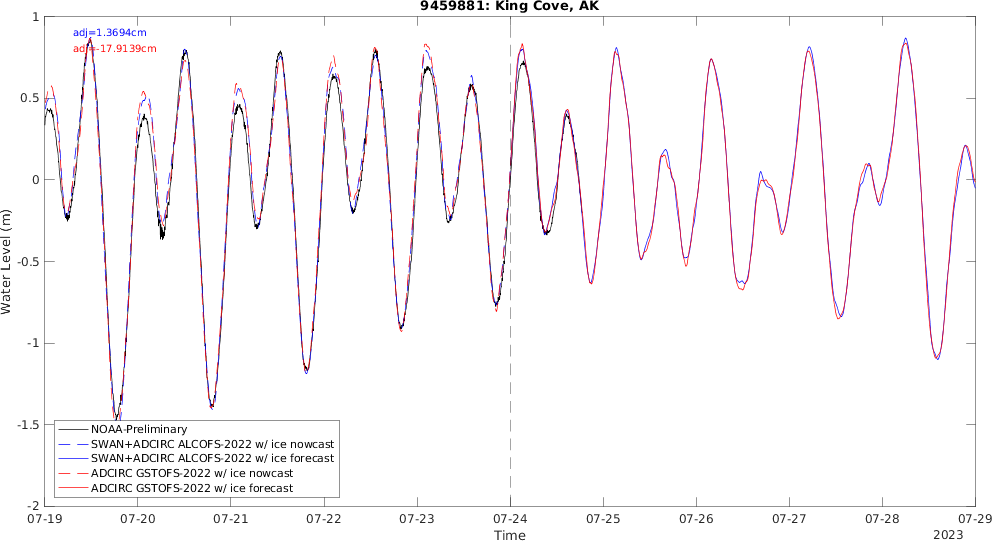 9459881: King Cove, AK
adj=1.3694cm
adj=-17.9139cm
Water Level (m)
1
0.5
0
-0.5
-1
-1.5
-2
NOAA-Preliminary
SWAN+ADCIRC ALCOFS-2022 w/ ice nowcast
SWAN+ADCIRC ALCOFS-2022 w/ ice forecast
ADCIRC GSTOFS-2022 w/ ice nowcast
ADCIRC GSTOFS-2022 w/ ice forecast
07-19 07-20 07-21 07-22 07-23 07-24 07-25 07-26 07-27 07-28 07-29
Time
2023